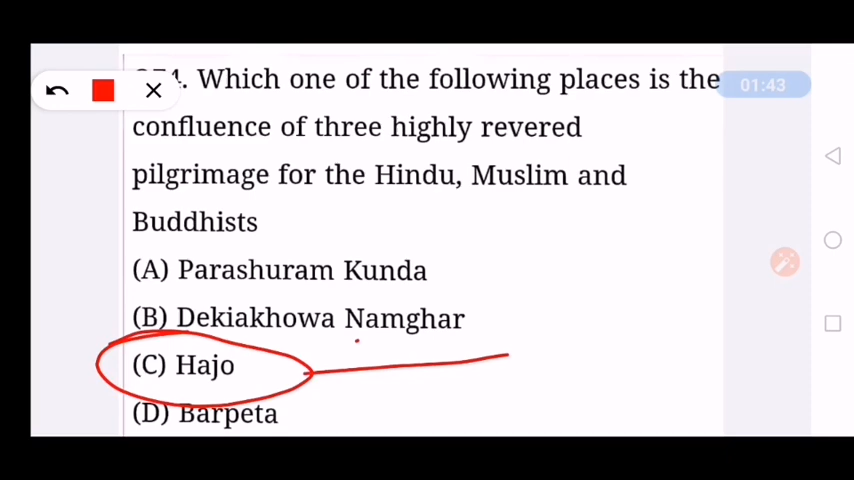 4. Which one of the following places is the
01:43
confluence of three highly revered
pilgrimage for the Hindu, Muslim and
Buddhists
(A) Parashuram Kunda
(B) Dekiakhowa Namghar
(C) Hajo
(D) Barpeta